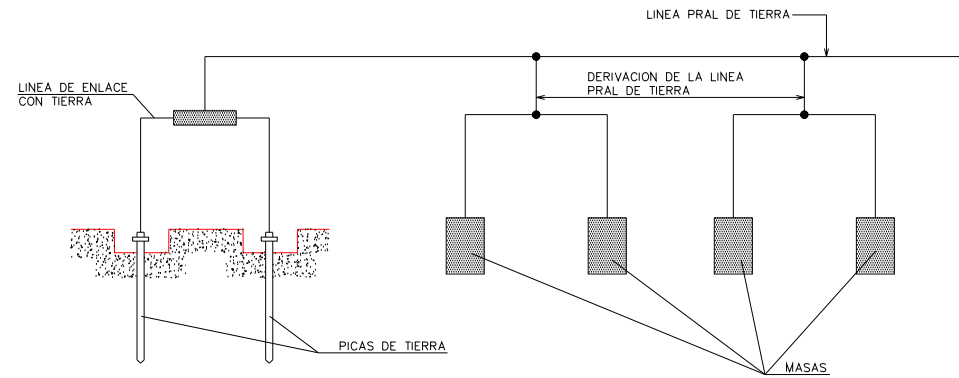 LINEA PRAL DE TIERRA
DERIVACION DE LA LINEA
PRAL DE TIERRA
LINEA DE ENLACE
CON TIERRA
PICAS DE TIERRA
MASAS